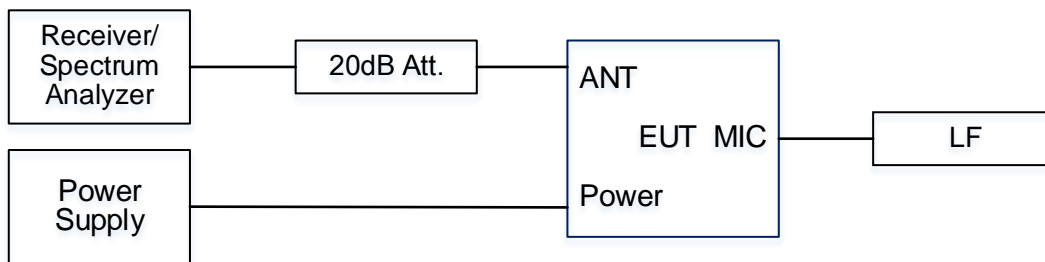 Receiver/
Spectrum
Analyzer
20dB Att.
ANT
EUT MIC
LF
Power
Power
Supply